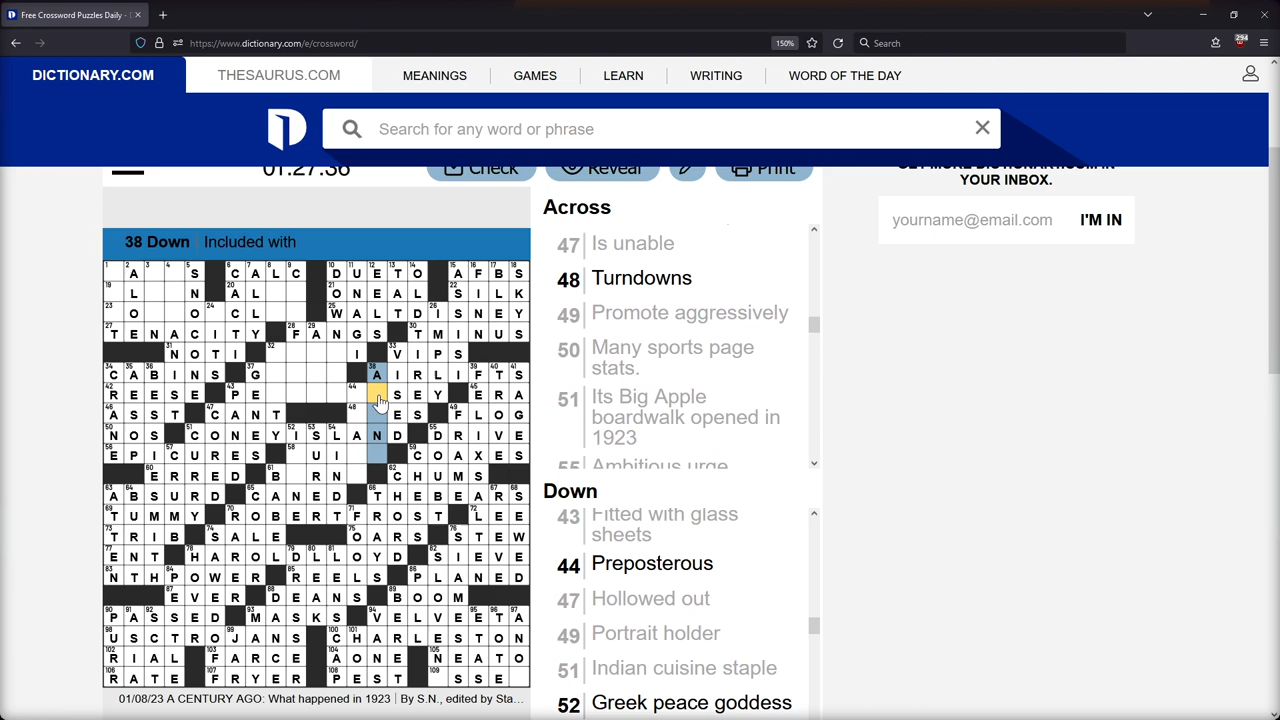 Free Crossword Puzzles Daily -
https://www.dictionary.com/e/crossword/
150%
Search
294
DICTIONARY.COM
THESAURUS.COM
MEANINGS
GAMES
LEARN
WRITING
WORD OF THE DAY
Search for any word or phrase
01:27:36
Check
Reveal
Print
YOUR INBOX.
yourname@email.com
I'M IN
38 Down Included with
A S C A L C D U E T O A F B S
L N A L O N E A L S I L K
O O C L W A L T D I S N E Y
T E N A C I T Y F A N G S T M I N U S
N O T I I V I P S
C A B I N S G A I R L I F T S
R E E S E P E S E Y E R A
A S S T C A N T E S F L O G
N O S C O N E Y I S L A N D D R I V E
E P I C U R E S U I C O A X E S
E R R E D B R N C H U M S
A B S U R D C A N E D T H E B E A R S
T U M M Y R O B E R T F R O S T L E E
T R I B S A L E O A R S S T E W
E N T H A R O L D L L O Y D S I E V E
N T H P O W E R R E E L S P L A N E D
E V E R D E A N S B O O M
P A S S E D M A S K S V E L V E E T A
U S C T R O J A N S C H A R L E S T O N
R I A L F A R C E A O N E N E A T O
R A T E F R Y E R P E S T S S E
01/08/23 A CENTURY AGO: What happened in 1923 | By S.N., edited by Sta...
Across
47 Is unable
48 Turndowns
49 Promote aggressively
50 Many sports page
stats.
51 Its Big Apple
boardwalk opened in
1923
55 Ambitious urge
Down
43 Fitted with glass
sheets
44 Preposterous
47 Hollowed out
49 Portrait holder
51 Indian cuisine staple
52 Greek peace goddess